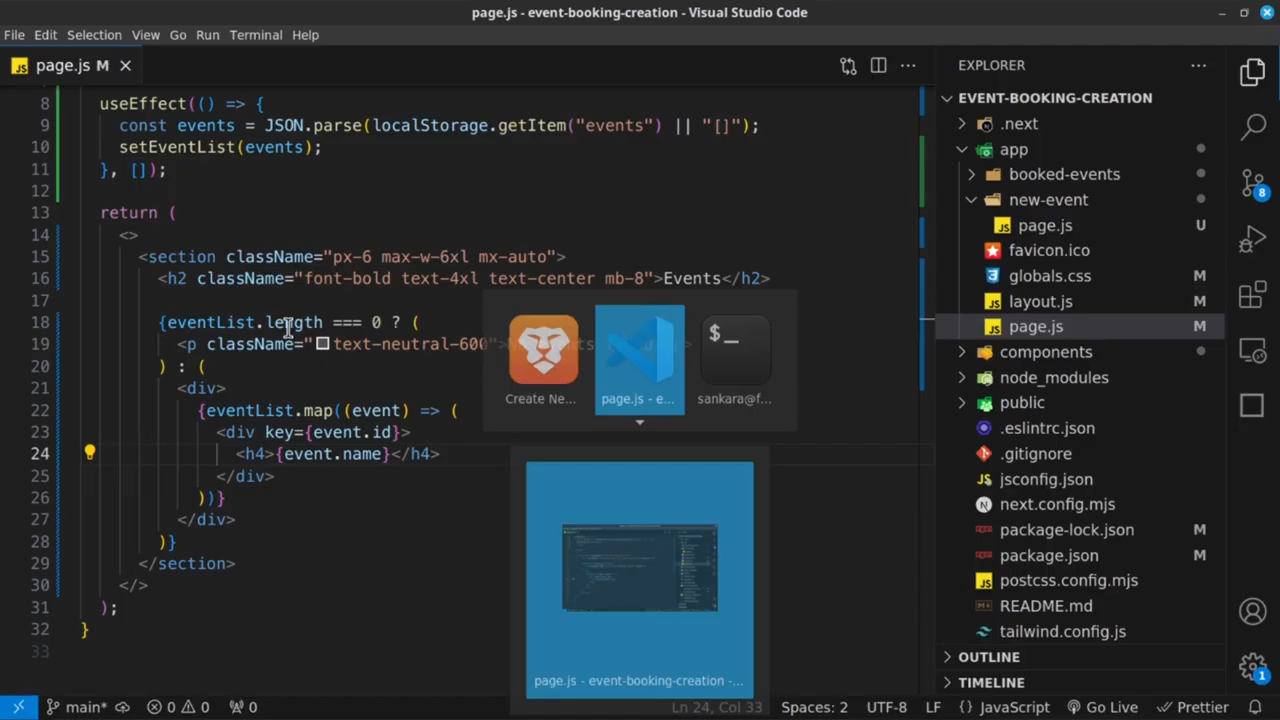 page.js - event-booking-creation - Visual Studio Code
File Edit Selection View Go Run Terminal Help
page.js M
8 useEffect(() => {
9 const events = JSON.parse(localStorage.getItem("events") || "[]");
10 setEventList(events);
11 }, []);
12
13 return (
14 <>
15 <section className="px-6 max-w-6xl mx-auto">
16 <h2 className="font-bold text-4xl text-center mb-8">Events</h2>
17
18 {eventList.length === 0 ? (
19 <p className="text-neutral-600">
20 ) : (
21 <div>
22 {eventList.map((event) => (
23 <div key={event.id}>
24 <h4>{event.name}</h4>
25 </div>
26 ))}
27 </div>
28 )}
29 </section>
30 </>
31 );
32 }
33
Create Ne...
page.js - e...
$_
sankara@f...
page.js - event-booking-creation -...
EXPLORER
EVENT-BOOKING-CREATION
.next
app
booked-events
new-event
page.js U
favicon.ico
globals.css M
layout.js M
page.js M
components
node_modules
public
.eslintrc.json
.gitignore
jsconfig.json
next.config.mjs
package-lock.json M
package.json M
postcss.config.mjs
README.md
tailwind.config.js
OUTLINE
TIMELINE
8
1
main* 0 0 0
Ln 24, Col 33 Spaces: 2 UTF-8 LF {} JavaScript Go Live Prettier